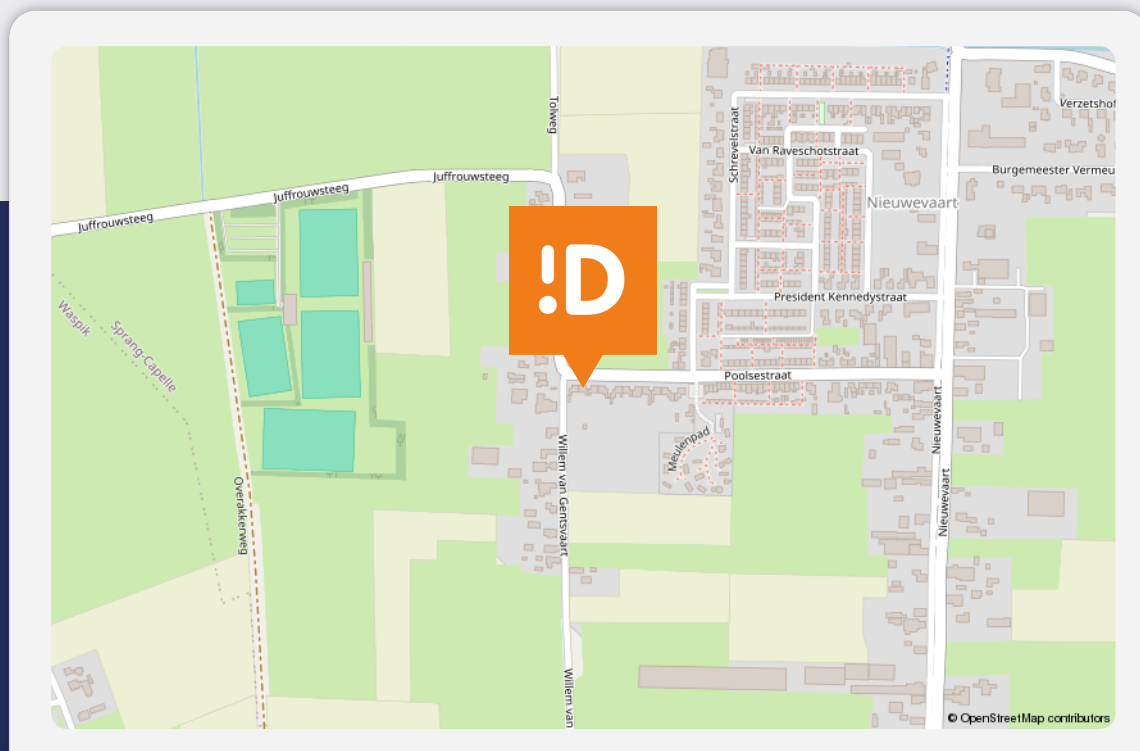 Tolweg
Verzetshof
Schrevelstraat
Van Raveschotstraat
Burgemeester Vermeu
Juffrouwsteeg
Juffrouwsteeg
Nieuwevaart
Juffrouwsteeg
!D
President Kennedystraat
Waspik
Sprang-Capelle
Poolsestraat
Nieuwevaart
Meulenpad
Willem van Gentsvaart
Overakkerweg
Nieuwevaart
Willem van
© OpenStreetMap contributors